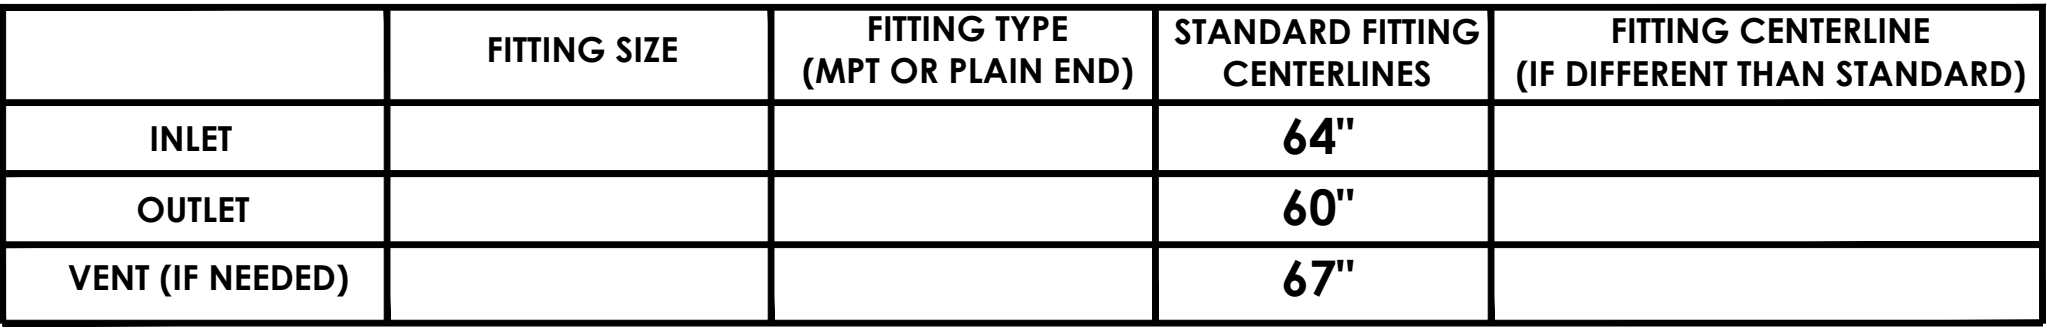 FITTING SIZE
FITTING TYPE
(MPT OR PLAIN END)
STANDARD FITTING
CENTERLINES
FITTING CENTERLINE
(IF DIFFERENT THAN STANDARD)
INLET
64"
OUTLET
60"
VENT (IF NEEDED)
67"